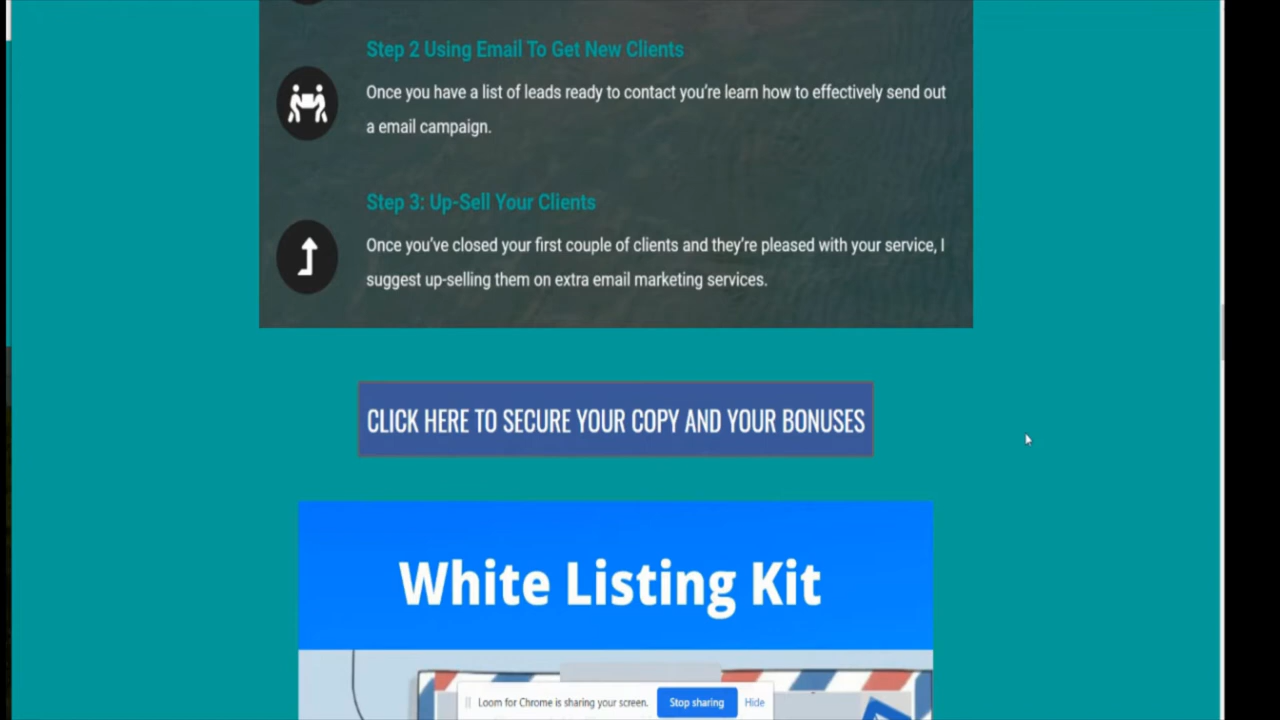 Step 2 Using Email To Get New Clients
Once you have a list of leads ready to contact you’re learn how to effectively send out
a email campaign.
Step 3: Up-Sell Your Clients
Once you’ve closed your first couple of clients and they’re pleased with your service, I
suggest up-selling them on extra email marketing services.
CLICK HERE TO SECURE YOUR COPY AND YOUR BONUSES
White Listing Kit
Loom for Chrome is sharing your screen. Stop sharing Hide